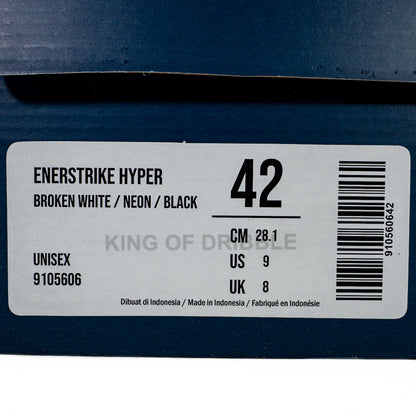 ENERSTRIKE HYPER
BROKEN WHITE / NEON / BLACK
42
KING OF DRIBBLE
CM 28.1
US 9
UK 8
UNISEX
9105606
Dibuat di Indonesia / Made in Indonesia / Fabriqué en Indonésie
910560642